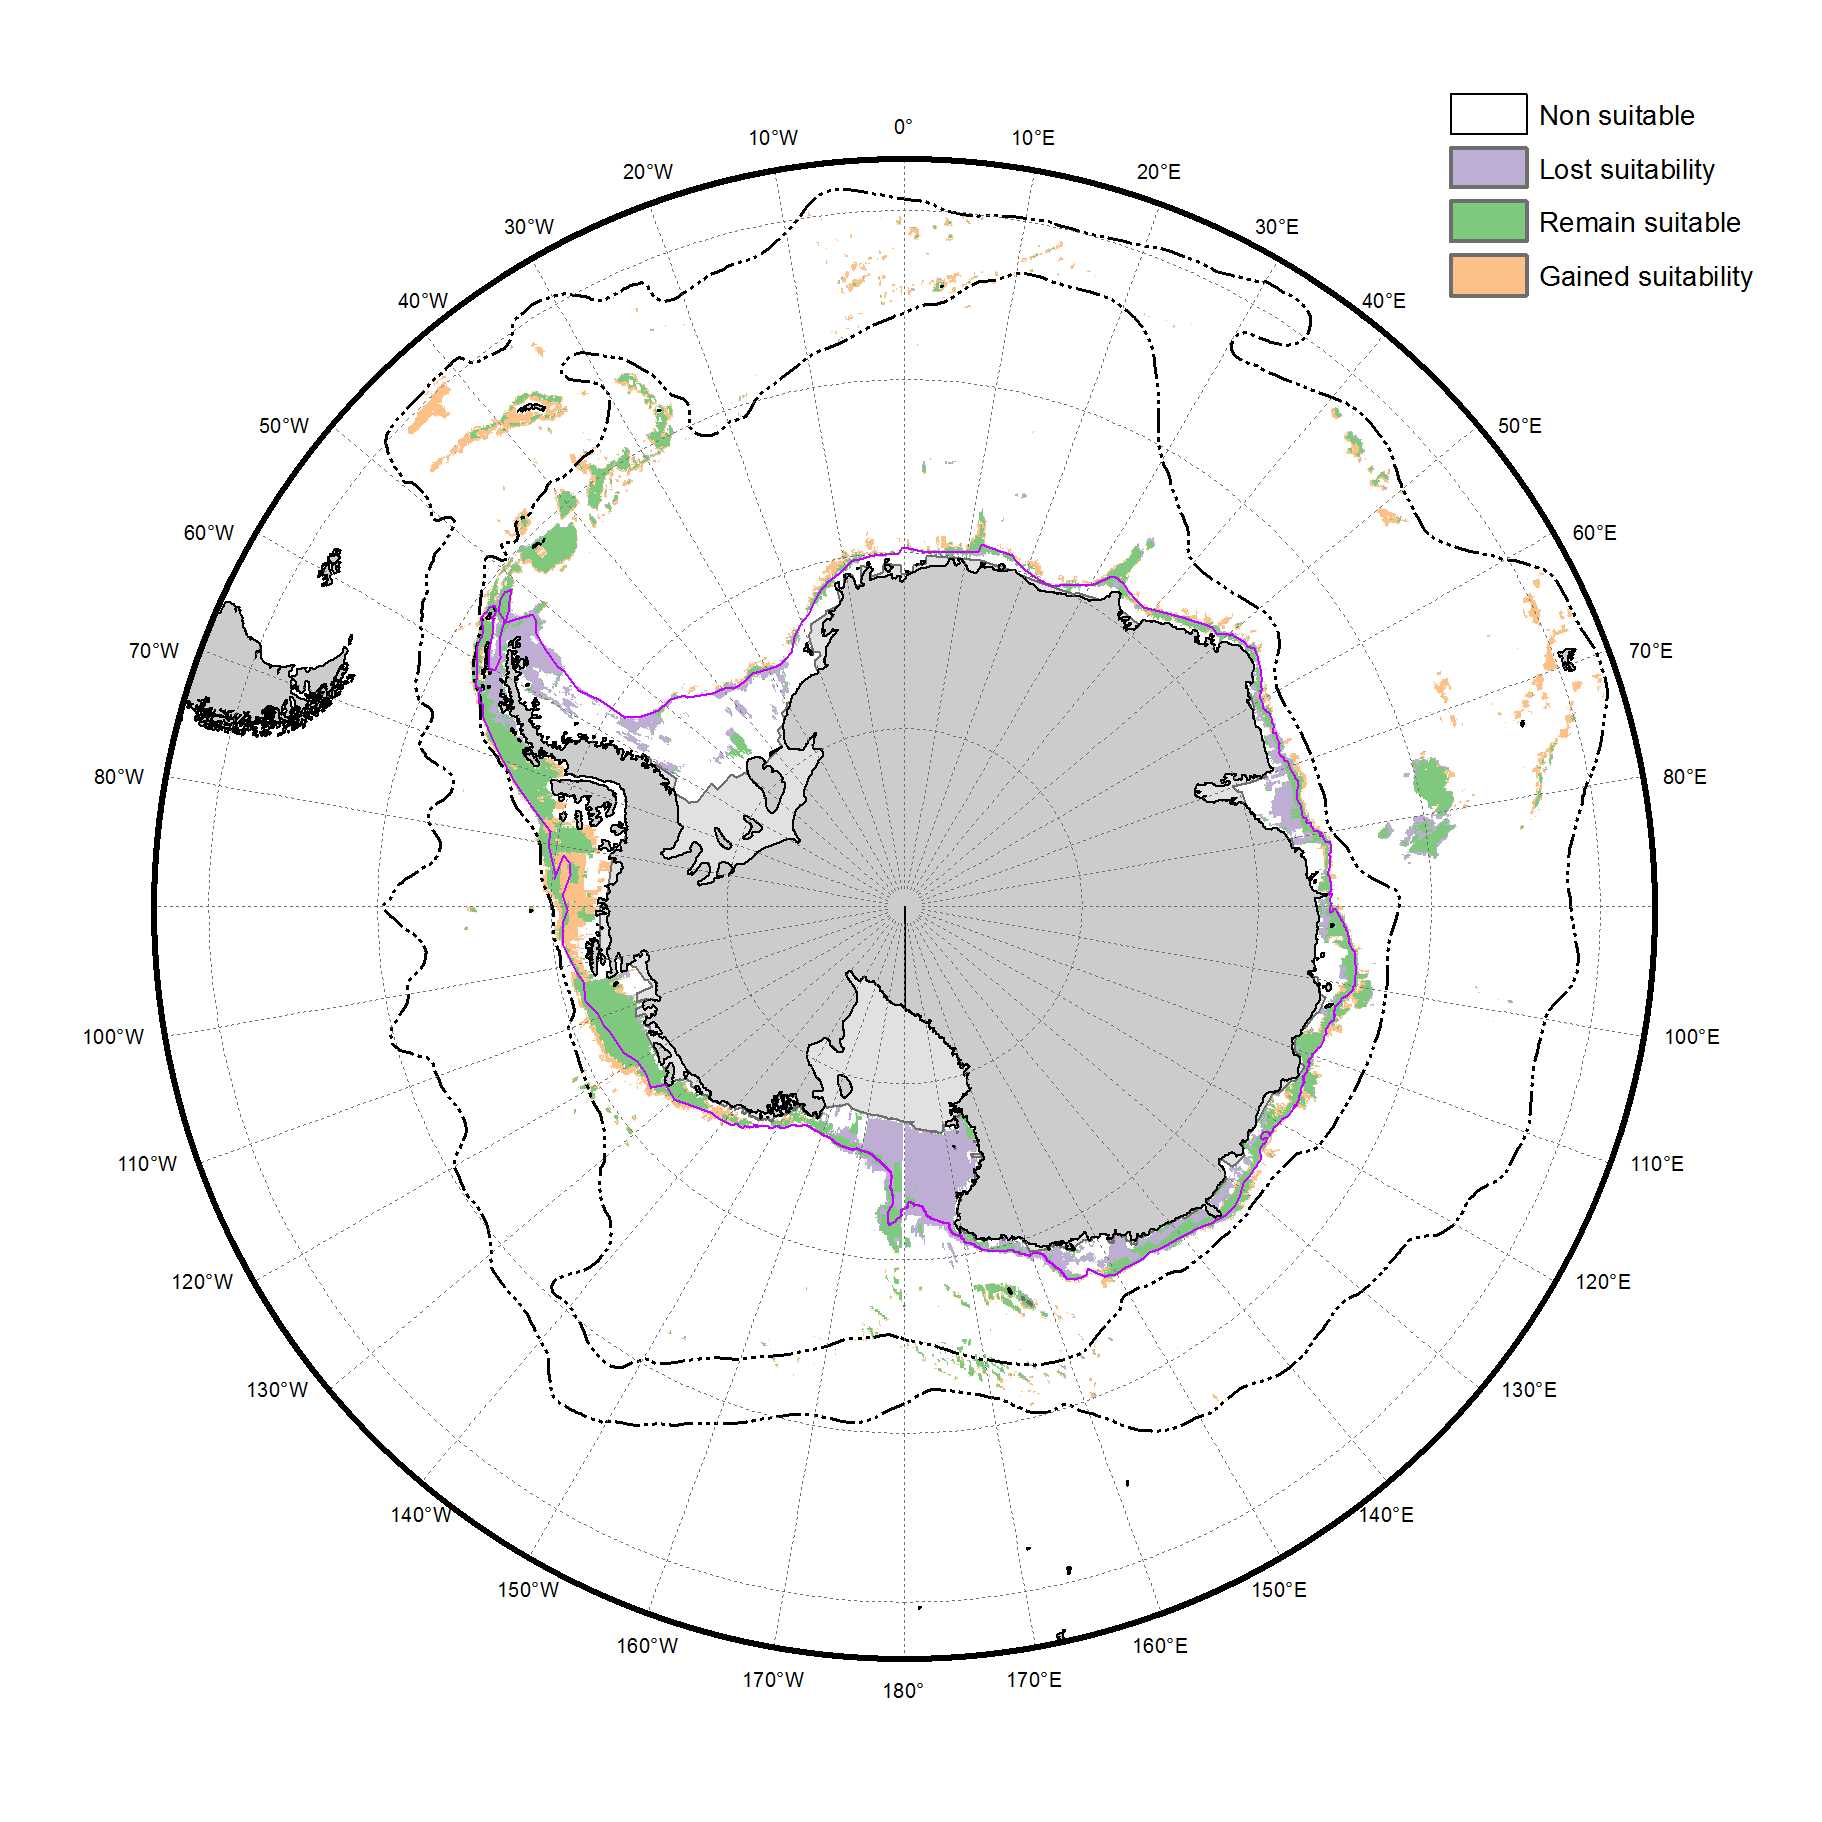 Non suitable
Lost suitability
Remain suitable
Gained suitability
0°
10°W
10°E
20°W
20°E
30°W
30°E
40°W
40°E
50°W
50°E
60°W
60°E
70°W
70°E
80°W
80°E
100°W
100°E
110°W
110°E
120°W
120°E
130°W
130°E
140°W
140°E
150°W
150°E
160°W
160°E
170°W
170°E
180°